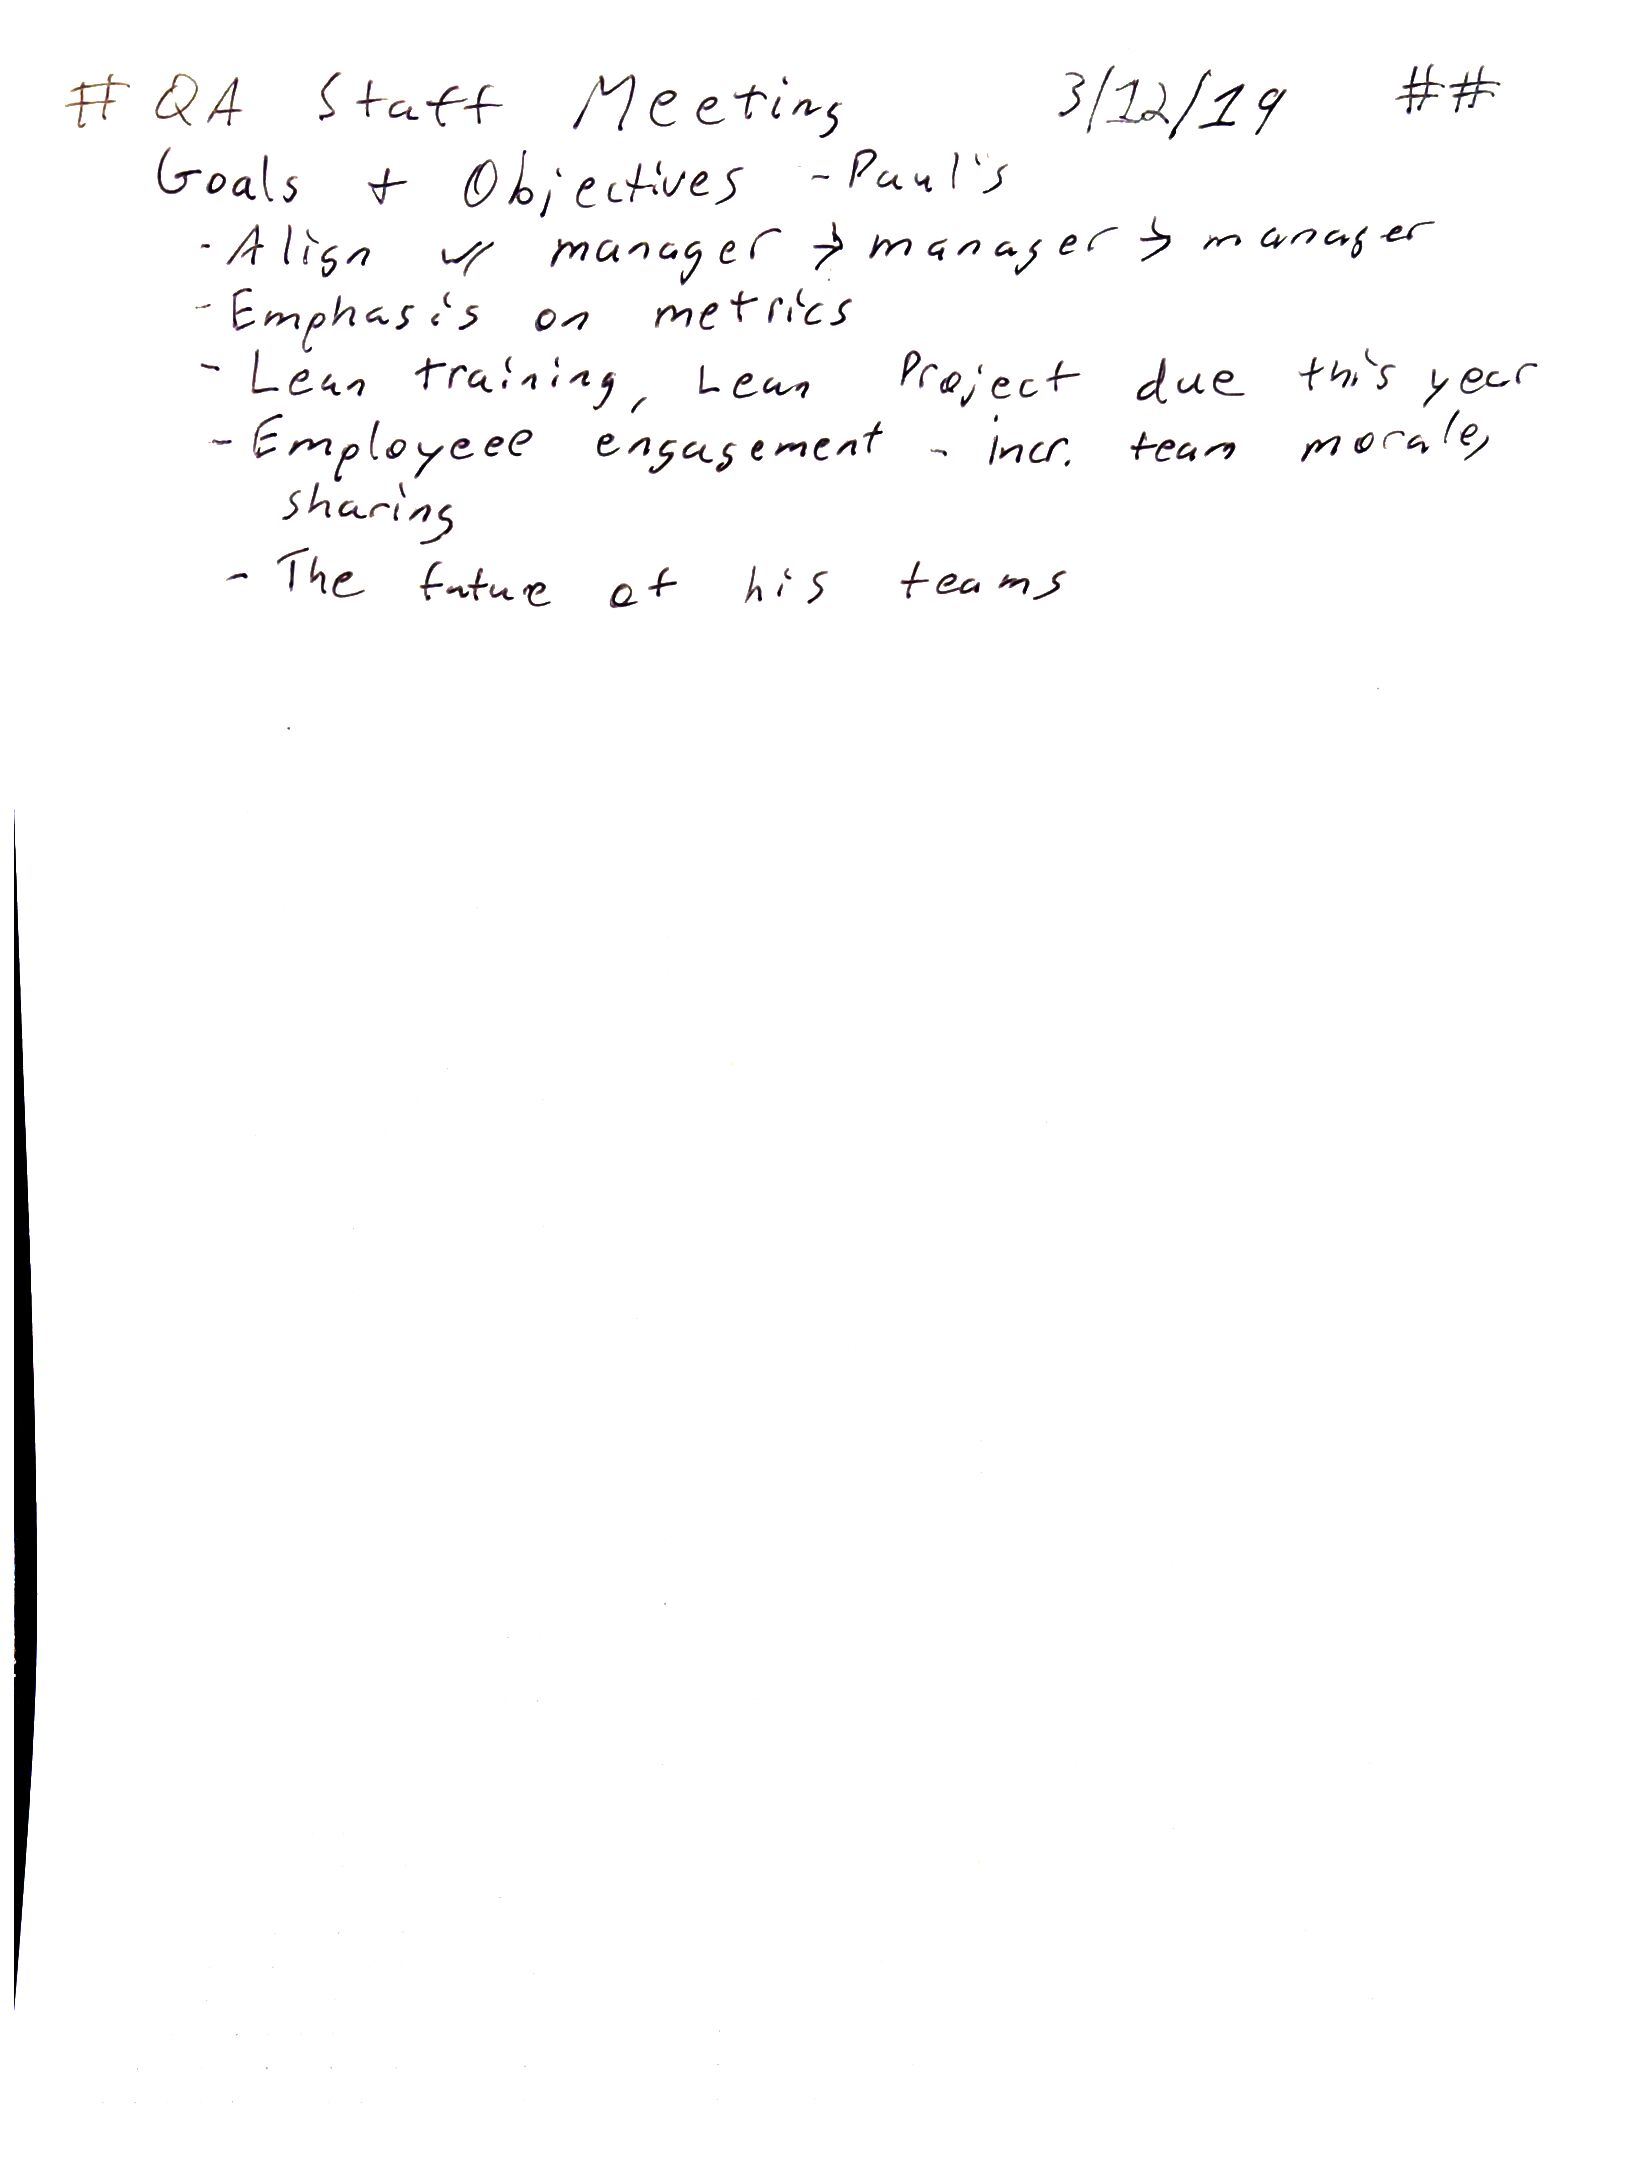 # QA Staff Meeting 3/12/19 ##
Goals + Objectives - Paul's
- Align w/ manager → manager → manager
- Emphasis on metrics
- Lean training, Lean Project due this year
- Employeee engagement - incr. team morale,
sharing
- The future of his teams